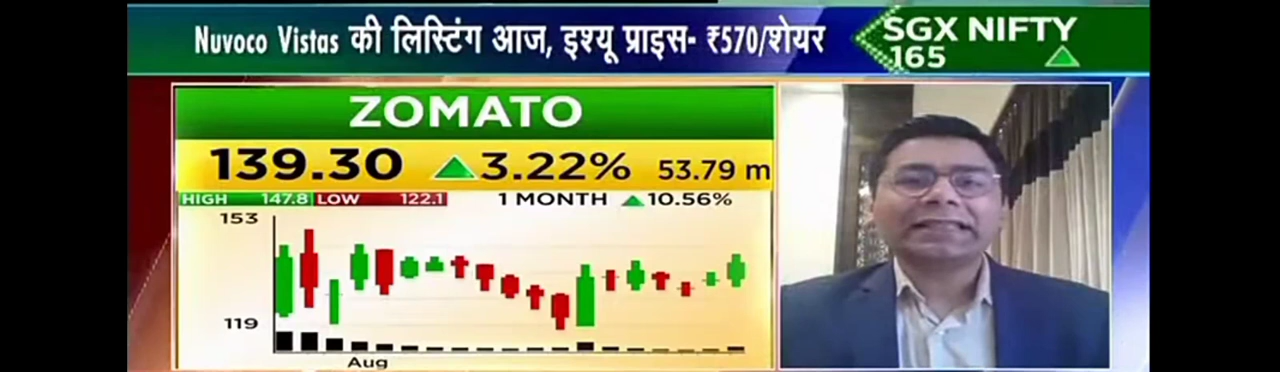 Nuvoco Vistas की लिस्टिंग आज, इश्यू प्राइस- ₹570/शेयर
SGX NIFTY
165
ZOMATO
139.30 3.22% 53.79 m
HIGH 147.8 LOW 122.1 1 MONTH 10.56%
153
119
Aug